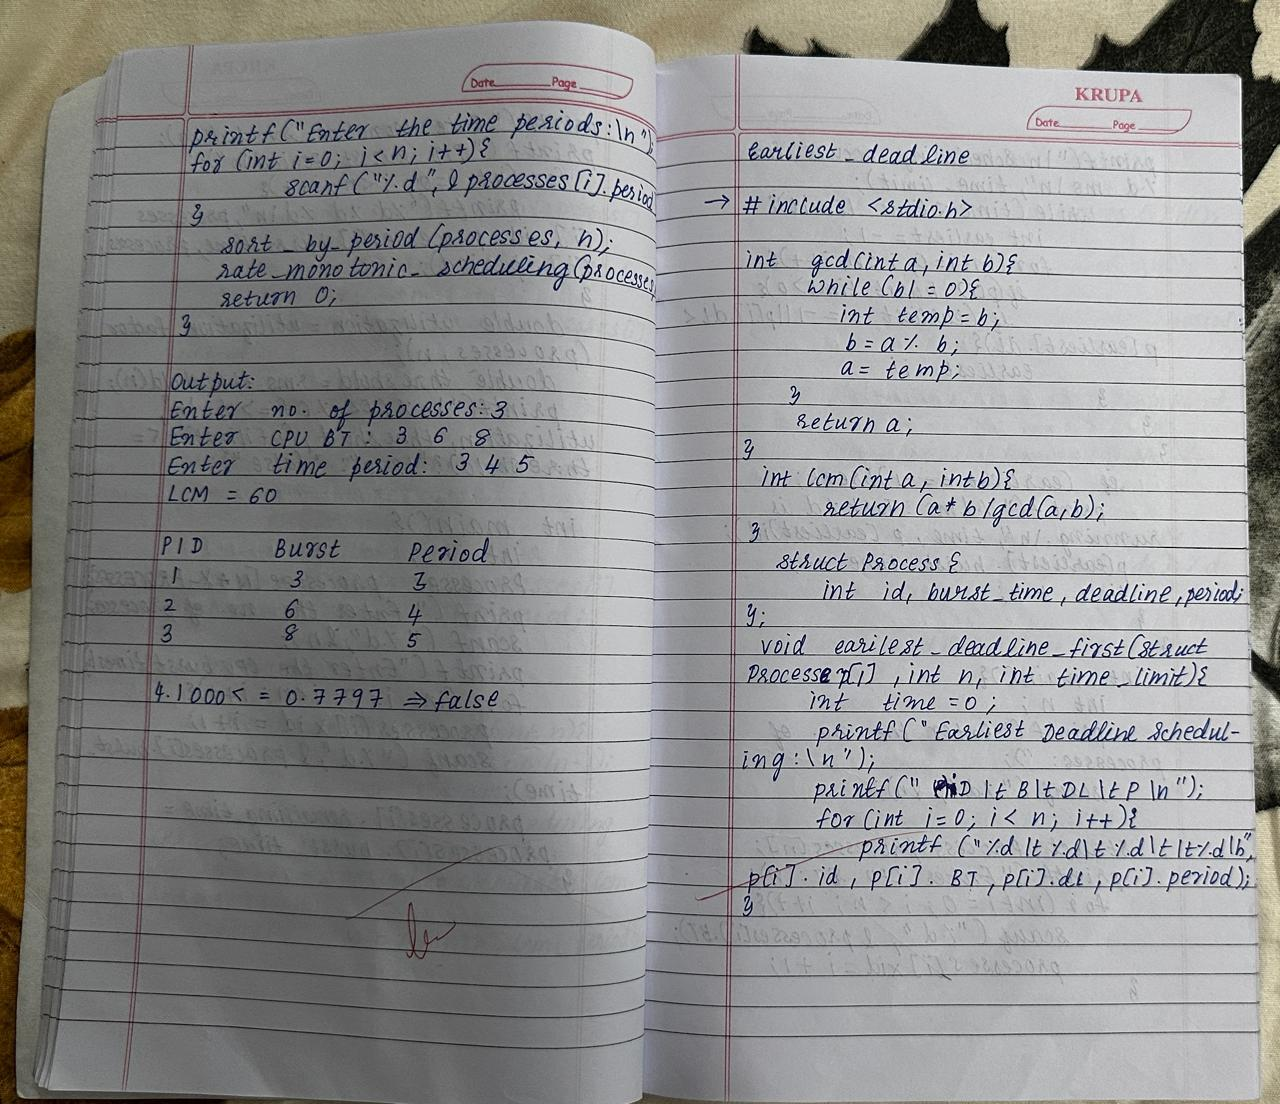 Date Page
printf("Enter the time periods:\n");
for (int i=0; i<n; i++){
scanf("%d", &processes[i].period
}
sort_by_period(processes, n);
rate_monotonic_scheduling(processes
return 0;
}
Output:
Enter no. of processes: 3
Enter CPU BT : 3 6 8
Enter time period: 3 4 5
LCM = 60
PID Burst Period
1 3 3
2 6 4
3 8 5
4.1000<= 0.7797 ⇒ false
KRUPA
Date Page
Earliest_deadline
→ #include <stdio.h>
int gcd(int a, int b){
while (b!=0){
int temp=b;
b=a% b;
a= temp;
}
return a;
}
int lcm(int a, int b){
return (a*b/gcd(a,b);
}
struct Process {
int id, burst_time, deadline, period;
};
void earilest_deadline_first(struct
Process p[i], int n, int time_limit){
int time=0;
printf("Earliest Deadline schedul-
ing:\n");
printf(" PID \t B\t DL \t P \n");
for (int i=0; i<n; i++){
printf ("%d \t %d\t %d\t \t%d\b",
p[i].id, p[i].BT, p[i].dl, p[i].period);
}